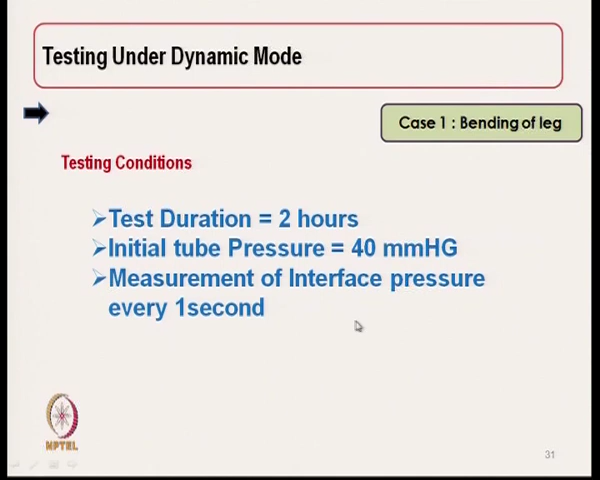 Testing Under Dynamic Mode
Case 1 : Bending of leg
Testing Conditions
➢Test Duration = 2 hours
➢Initial tube Pressure = 40 mmHG
➢Measurement of Interface pressure
every 1second
NPTEL
31